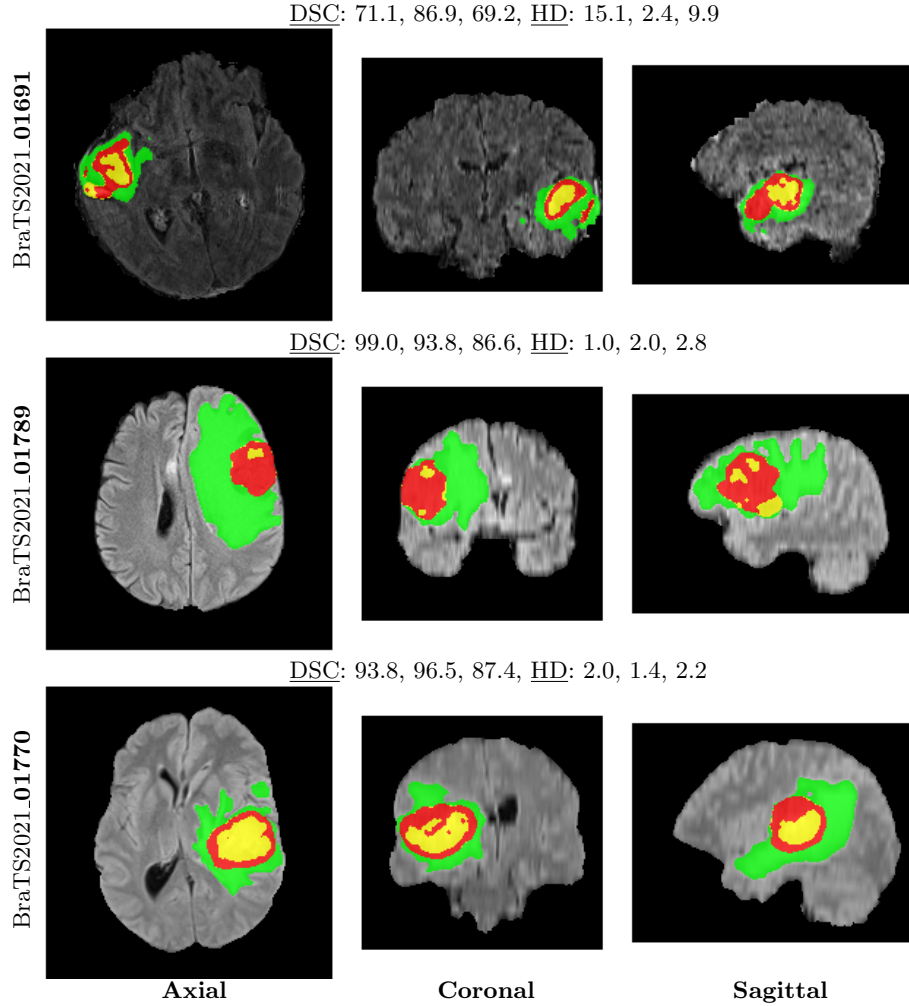 DSC: 71.1, 86.9, 69.2, HD: 15.1, 2.4, 9.9
BraTS2021_01691
DSC: 99.0, 93.8, 86.6, HD: 1.0, 2.0, 2.8
BraTS2021_01789
DSC: 93.8, 96.5, 87.4, HD: 2.0, 1.4, 2.2
BraTS2021_01770
Axial Coronal Sagittal